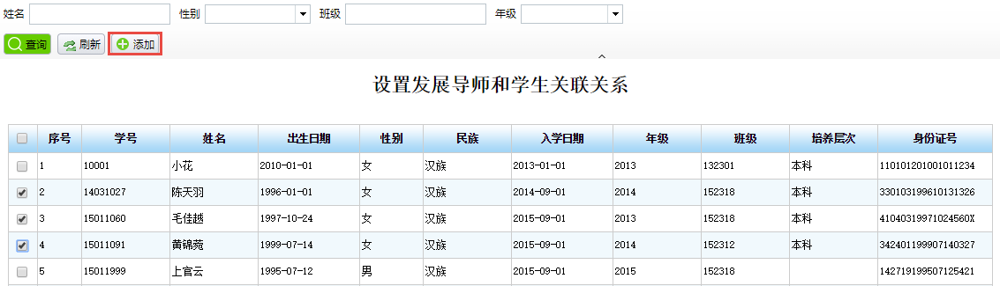 姓名 性别 班级 年级
查询 刷新 添加
设置发展导师和学生关联关系
序号 学号 姓名 出生日期 性别 民族 入学日期 年级 班级 培养层次 身份证号
1 10001 小花 2010-01-01 女 汉族 2013-01-01 2013 132301 本科 110101201001011234
2 14031027 陈天羽 1996-01-01 女 汉族 2014-09-01 2014 152318 本科 330103199610131326
3 15011060 毛佳越 1997-10-24 女 汉族 2015-09-01 2013 152318 本科 41040319971024560X
4 15011091 黄锦菀 1999-07-14 女 汉族 2015-09-01 2014 152312 本科 342401199907140327
5 15011999 上官云 1995-07-12 男 汉族 2015-09-01 2015 152318 142719199507125421